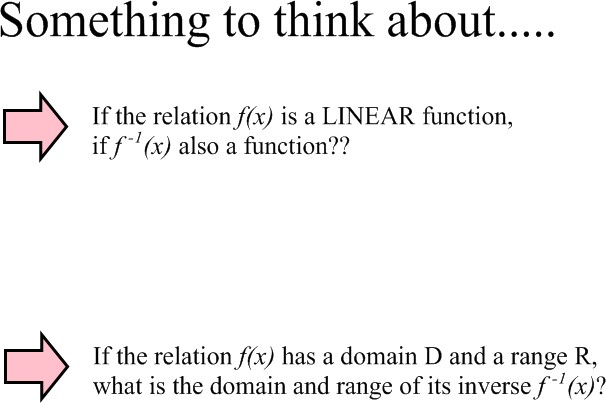 Something to think about.....
If the relation f(x) is a LINEAR function,
if f⁻¹(x) also a function??
If the relation f(x) has a domain D and a range R,
what is the domain and range of its inverse f⁻¹(x)?